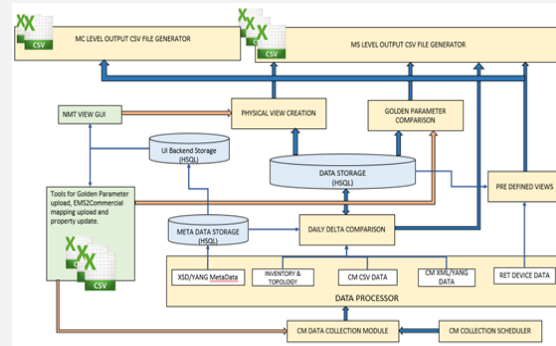 CSV
MC LEVEL OUTPUT CSV FILE GENERATOR
CSV
MS LEVEL OUTPUT CSV FILE GENERATOR
NMT VIEW GUI
PHYSICAL VIEW CREATION
GOLDEN PARAMETER
COMPARISON
UI Backend Storage
(HSQL)
DATA STORAGE
(HSQL)
PRE DEFINED VIEWS
Tools for Golden Parameter
upload, EMS2Commercial
mapping upload and
property update.
CSV
META DATA STORAGE
(HSQL)
DAILY DELTA COMPARISON
XSD/YANG MetaData
INVENTORY &
TOPOLOGY
CM CSV DATA
CM XML/YANG
DATA
RET DEVICE DATA
DATA PROCESSOR
CM DATA COLLECTION MODULE
CM COLLECTION SCHEDULER